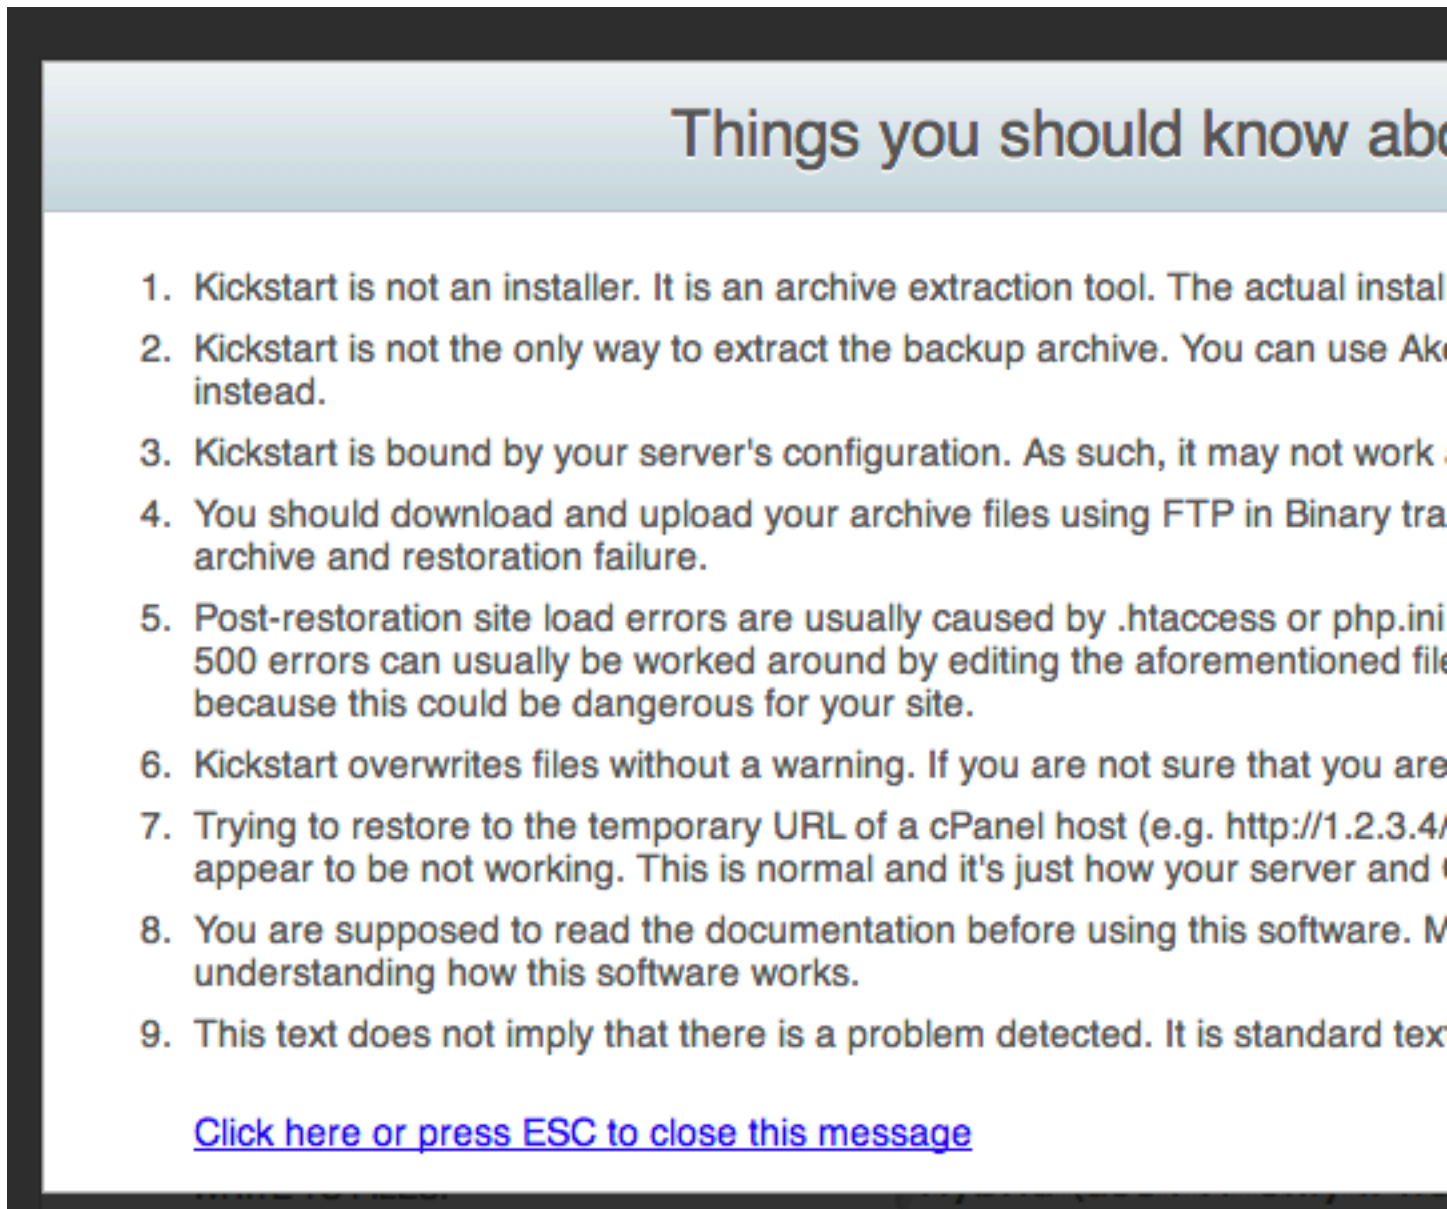 Things you should know
1. Kickstart is not an installer. It is an archive extraction tool. The actual
2. Kickstart is not the only way to extract the backup archive. You can use
instead.
3. Kickstart is bound by your server's configuration. As such, it may not work
4. You should download and upload your archive files using FTP in Binary
archive and restoration failure.
5. Post-restoration site load errors are usually caused by .htaccess or php.ini
500 errors can usually be worked around by editing the aforementioned
because this could be dangerous for your site.
6. Kickstart overwrites files without a warning. If you are not sure that you are
7. Trying to restore to the temporary URL of a cPanel host (e.g. http://1.2.3.4/
appear to be not working. This is normal and it's just how your server and
8. You are supposed to read the documentation before using this software.
understanding how this software works.
9. This text does not imply that there is a problem detected. It is standard
Click here or press ESC to close this message